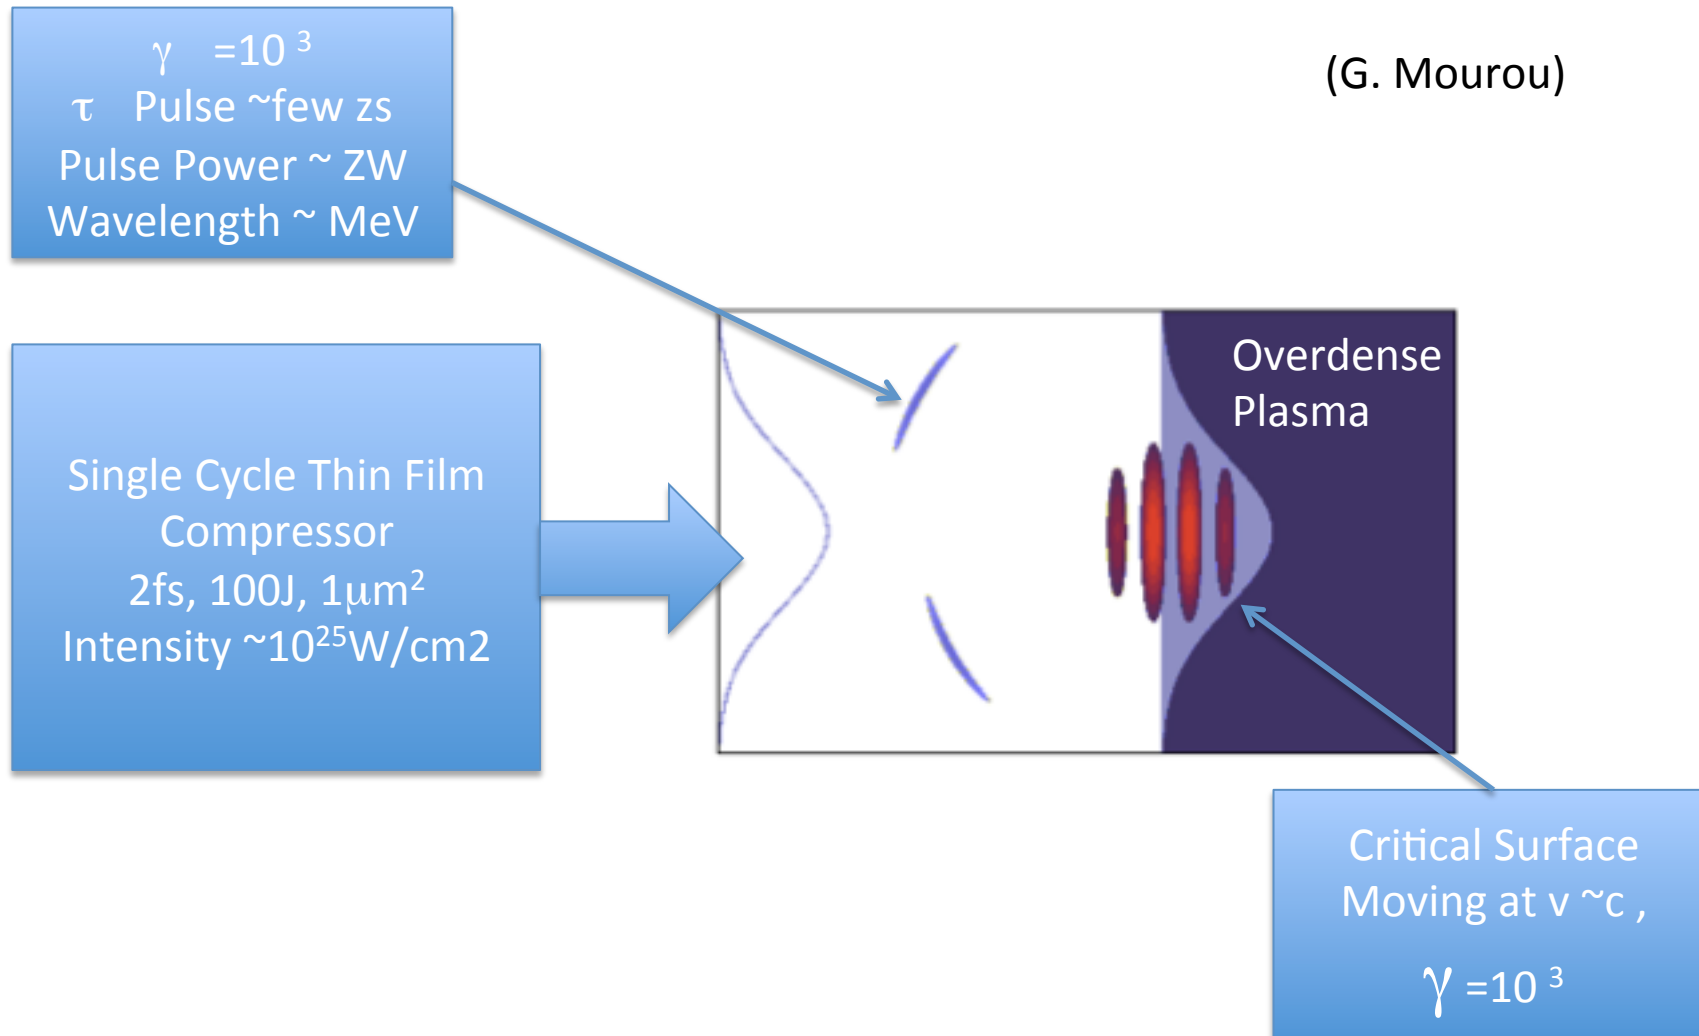 γ =10 ³
τ Pulse ~few zs
Pulse Power ~ ZW
Wavelength ~ MeV
(G. Mourou)
Single Cycle Thin Film
Compressor
2fs, 100J, 1μm²
Intensity ~10²⁵W/cm2
Overdense
Plasma
Critical Surface
Moving at v ~c ,
γ =10 ³